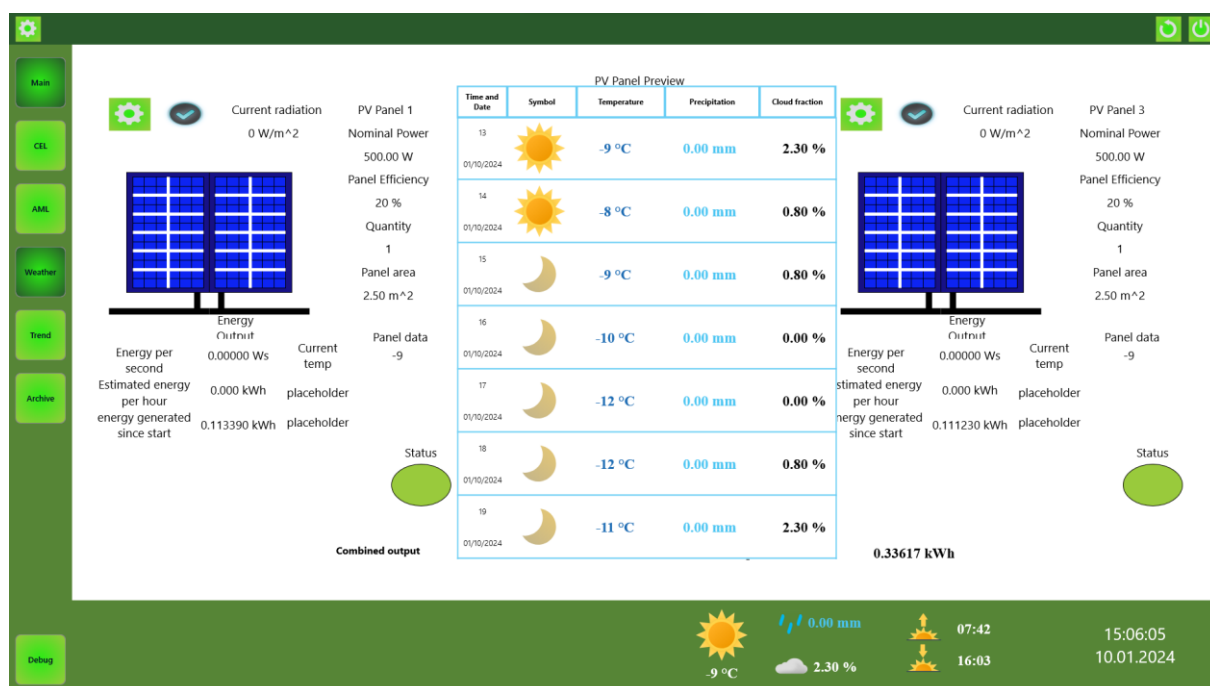 PV Panel Preview
Main
CEL
AML
Weather
Trend
Archive
Debug
Current radiation
0 W/m^2
PV Panel 1
Nominal Power
500.00 W
Panel Efficiency
20 %
Quantity
1
Panel area
2.50 m^2
Energy
Output
Panel data
-9
Energy per
second
0.00000 Ws
Current
temp
Estimated energy
per hour
0.000 kWh
placeholder
energy generated
since start
0.113390 kWh
placeholder
Status
Time and
Date
Symbol
Temperature
Precipitation
Cloud fraction
13
01/10/2024
-9 °C
0.00 mm
2.30 %
14
01/10/2024
-8 °C
0.00 mm
0.80 %
15
01/10/2024
-9 °C
0.00 mm
0.80 %
16
01/10/2024
-10 °C
0.00 mm
0.00 %
17
01/10/2024
-12 °C
0.00 mm
0.00 %
18
01/10/2024
-12 °C
0.00 mm
0.80 %
19
01/10/2024
-11 °C
0.00 mm
2.30 %
Current radiation
0 W/m^2
PV Panel 3
Nominal Power
500.00 W
Panel Efficiency
20 %
Quantity
1
Panel area
2.50 m^2
Energy
Output
Panel data
-9
Energy per
second
0.00000 Ws
Current
temp
stimated energy
per hour
0.000 kWh
placeholder
nergy generated
since start
0.111230 kWh
placeholder
Status
Combined output
0.33617 kWh
-9 °C
0.00 mm
2.30 %
07:42
16:03
15:06:05
10.01.2024